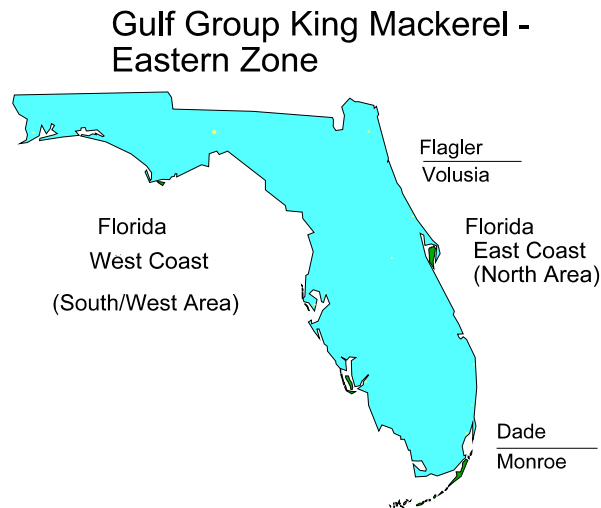 Gulf Group King Mackerel -
Eastern Zone
Flagler
Volusia
Florida
West Coast
(South/West Area)
Florida
East Coast
(North Area)
Dade
Monroe